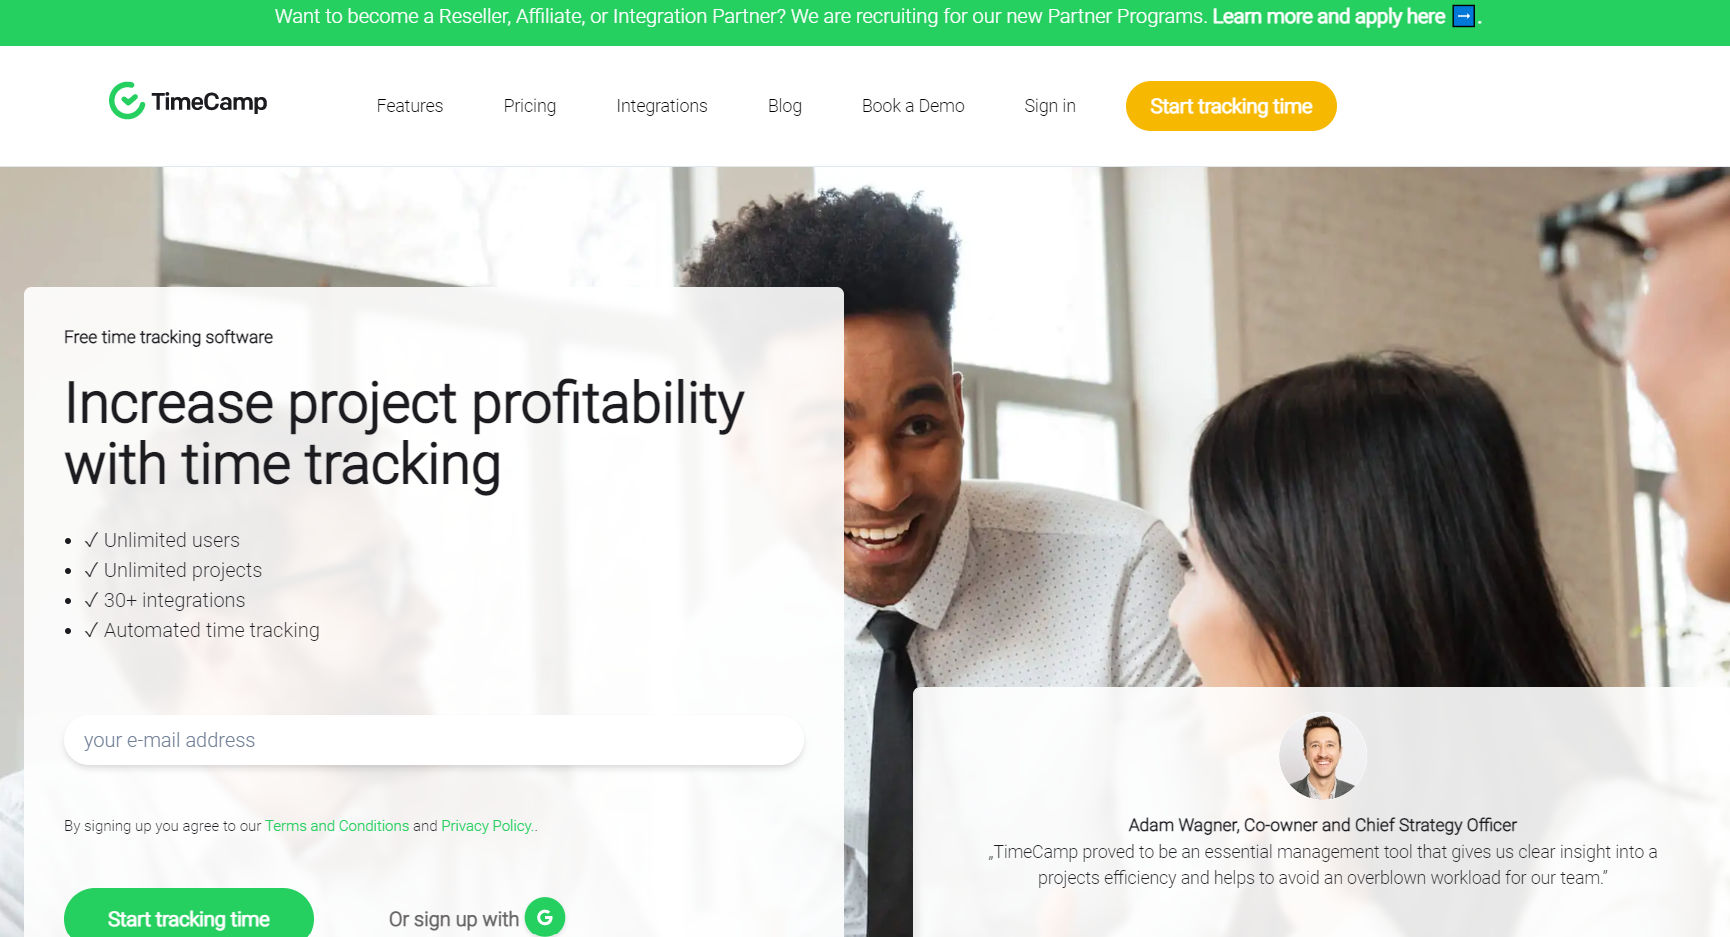 Want to become a Reseller, Affiliate, or Integration Partner? We are recruiting for our new Partner Programs. Learn more and apply here ➡.
TimeCamp
Features
Pricing
Integrations
Blog
Book a Demo
Sign in
Start tracking time
Free time tracking software
Increase project profitability
with time tracking
• ✓ Unlimited users
• ✓ Unlimited projects
• ✓ 30+ integrations
• ✓ Automated time tracking
your e-mail address
By signing up you agree to our Terms and Conditions and Privacy Policy..
Start tracking time
Or sign up with G
Adam Wagner, Co-owner and Chief Strategy Officer
„TimeCamp proved to be an essential management tool that gives us clear insight into a
projects efficiency and helps to avoid an overblown workload for our team.”